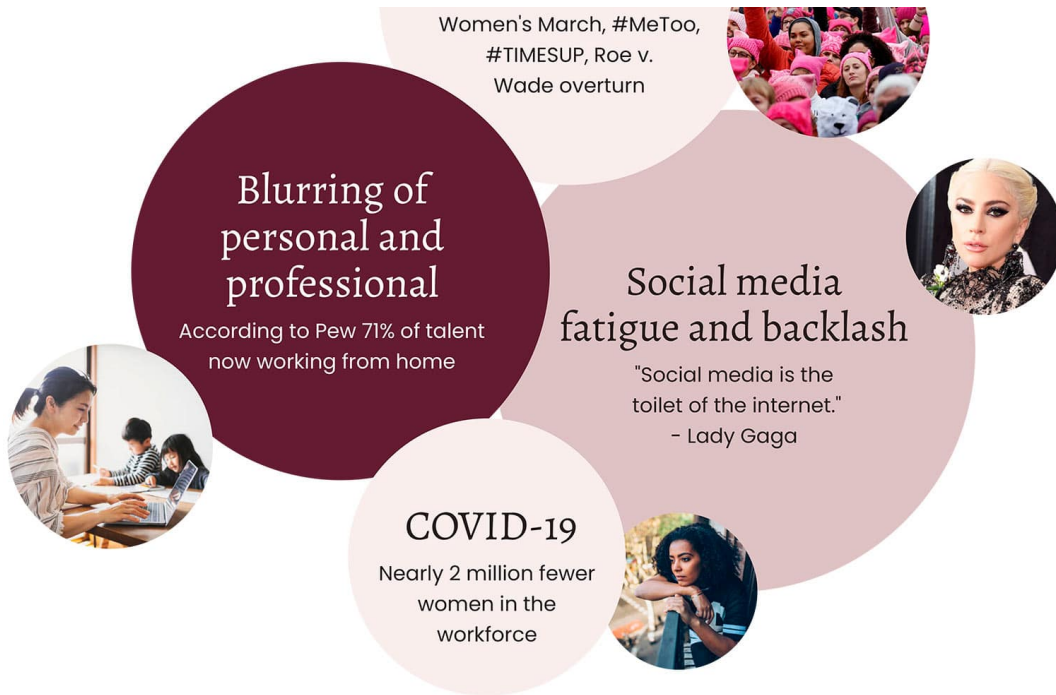 Women's March, #MeToo,
#TIMESUP, Roe v.
Wade overturn
Blurring of
personal and
professional
According to Pew 71% of talent
now working from home
Social media
fatigue and backlash
"Social media is the
toilet of the internet."
- Lady Gaga
COVID-19
Nearly 2 million fewer
women in the
workforce